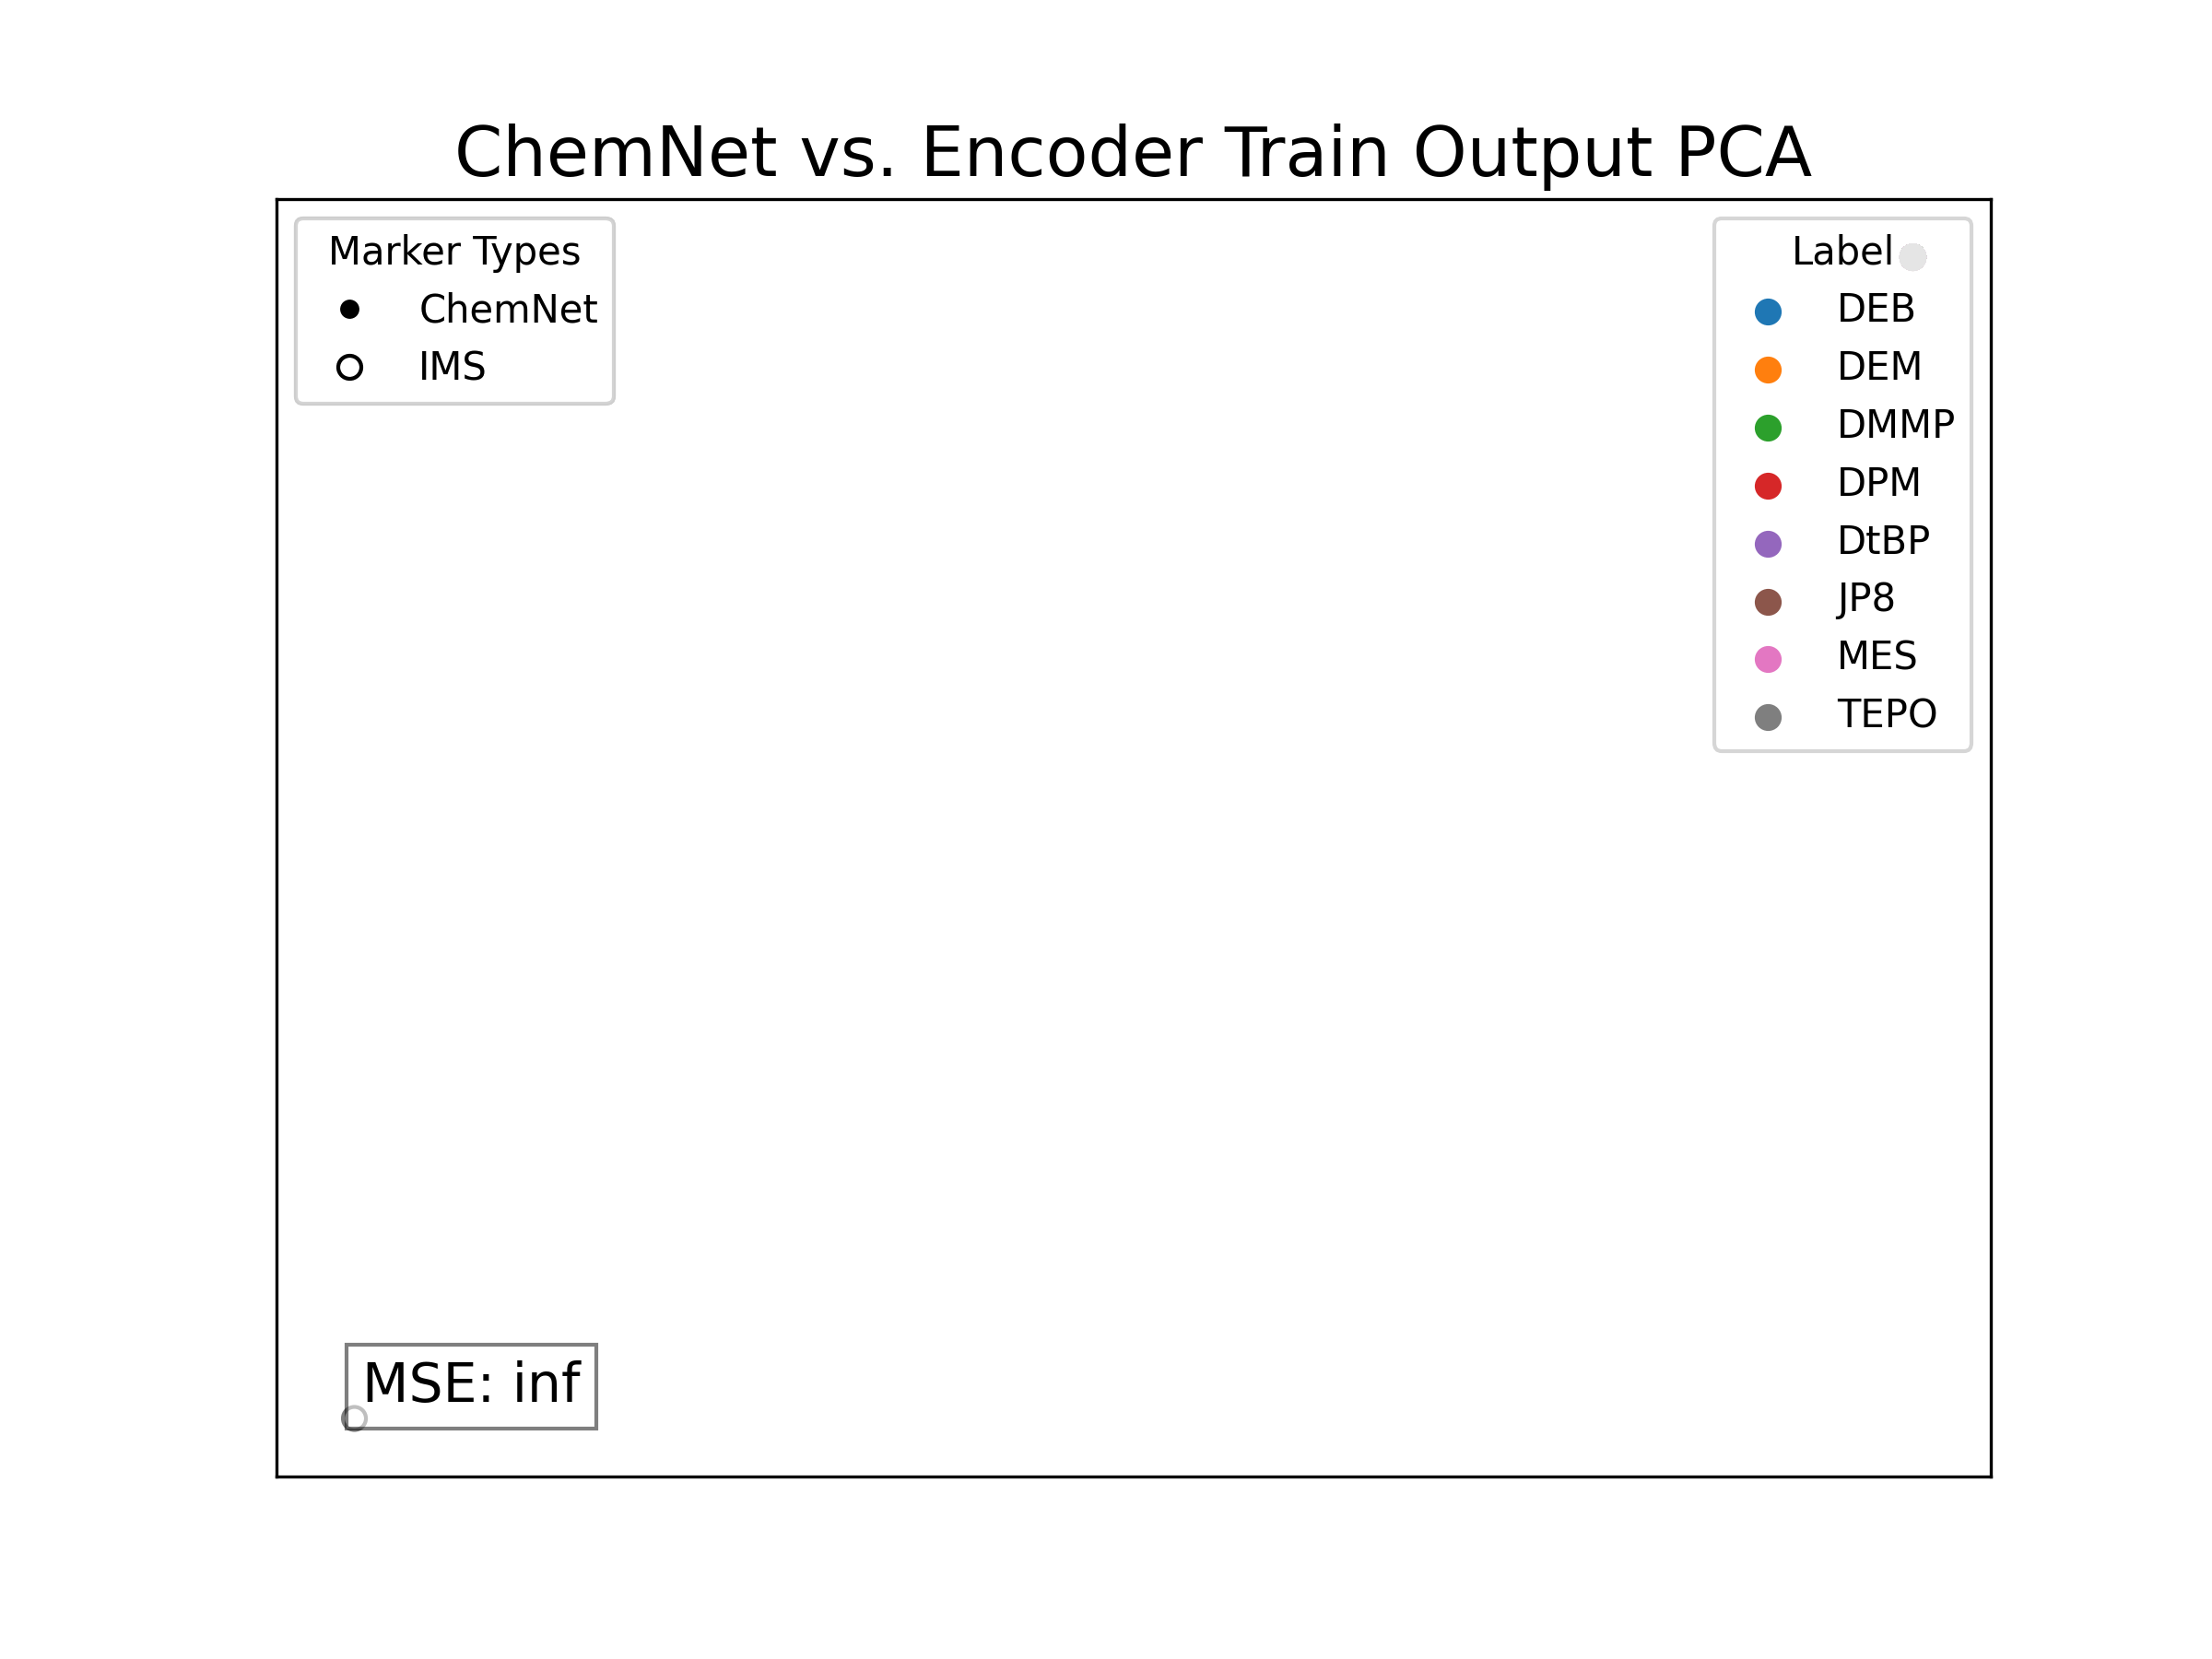 ChemNet vs. Encoder Train Output PCA
Marker Types
ChemNet
IMS
Label
DEB
DEM
DMMP
DPM
DtBP
JP8
MES
TEPO
MSE: inf